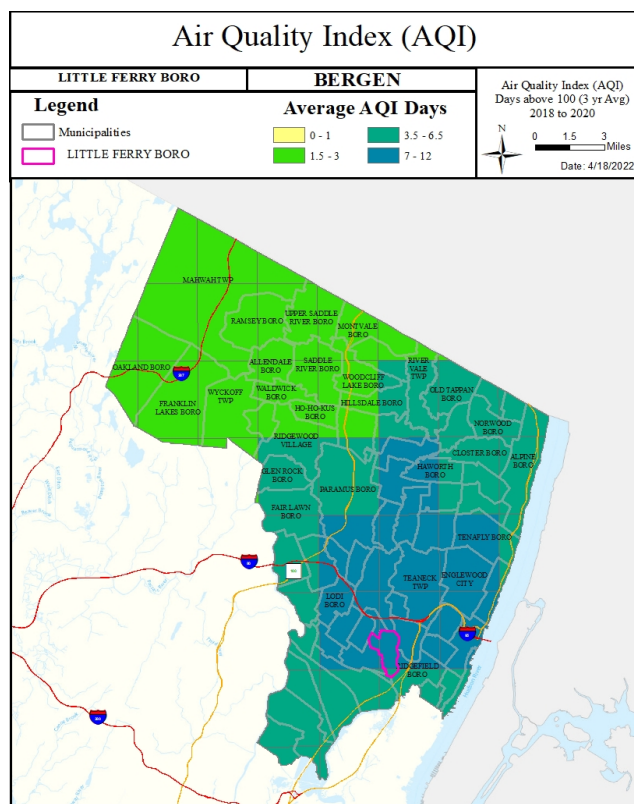 Air Quality Index (AQI)
LITTLE FERRY BORO
BERGEN
Legend
Municipalities
LITTLE FERRY BORO
Average AQI Days
0 - 1
1.5 - 3
3.5 - 6.5
7 - 12
Air Quality Index (AQI)
Days above 100 (3 yr Avg)
2018 to 2020
N
0 1.5 3
Miles
Date: 4/18/2022
MAHWAH TWP
RAMSEY BORO
UPPER SADDLE
RIVER BORO
MONTVALE
BORO
OAKLAND BORO
ALLENDALE
BORO
SADDLE
RIVER BORO
RIVER
VALE
TWP
WOODCLIFF
LAKE BORO
OLD TAPPAN
BORO
FRANKLIN
LAKES BORO
WYCKOFF
TWP
WALDWICK
BORO
HO-HO-KUS
BORO
HILLSDALE BORO
NORWOOD
BORO
RIDGEWOOD
VILLAGE
CLOSTER BORO
ALPINE
BORO
GLEN ROCK
BORO
PARAMUS BORO
HAWORTH
BORO
FAIR LAWN
BORO
TENAFLY BORO
LODI
BORO
TEANECK
TWP
ENGLEWOOD
CITY
RIDGEFIELD
BORO
287
80
95
280